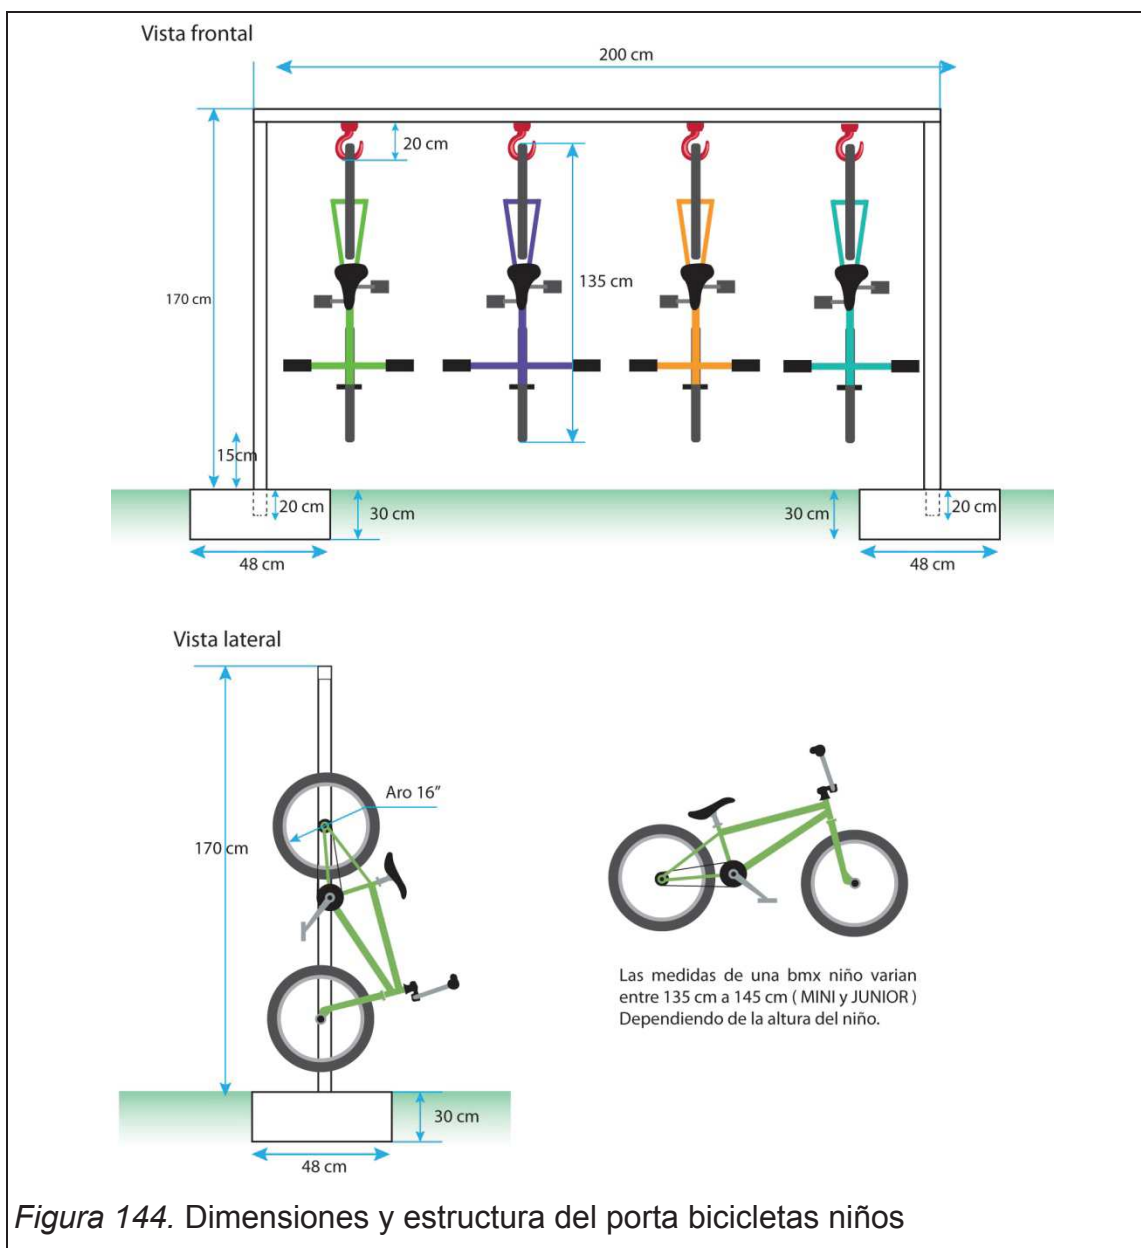 Vista frontal
200 cm
20 cm
135 cm
170 cm
15cm
20 cm
30 cm
30 cm
20 cm
48 cm
48 cm
Vista lateral
Aro 16”
170 cm
Las medidas de una bmx niño varian
entre 135 cm a 145 cm ( MINI y JUNIOR )
Dependiendo de la altura del niño.
30 cm
48 cm
Figura 144. Dimensiones y estructura del porta bicicletas niños